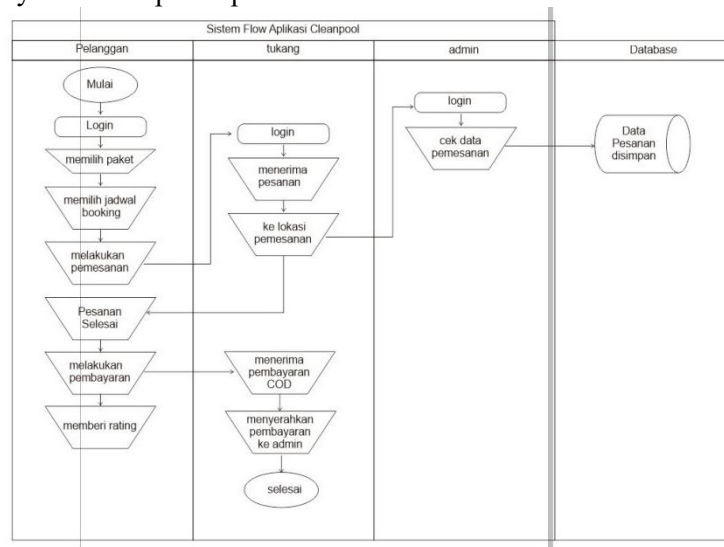 Sistem Flow Aplikasi Cleanpool
Pelanggan
tukang
admin
Database
Mulai
Login
memilih paket
memilih jadwal
booking
melakukan
pemesanan
Pesanan
Selesai
melakukan
pembayaran
memberi rating
login
menerima
pesanan
ke lokasi
pemesanan
menerima
pembayaran
COD
menyerahkan
pembayaran
ke admin
selesai
login
cek data
pemesanan
Data
Pesanan
disimpan